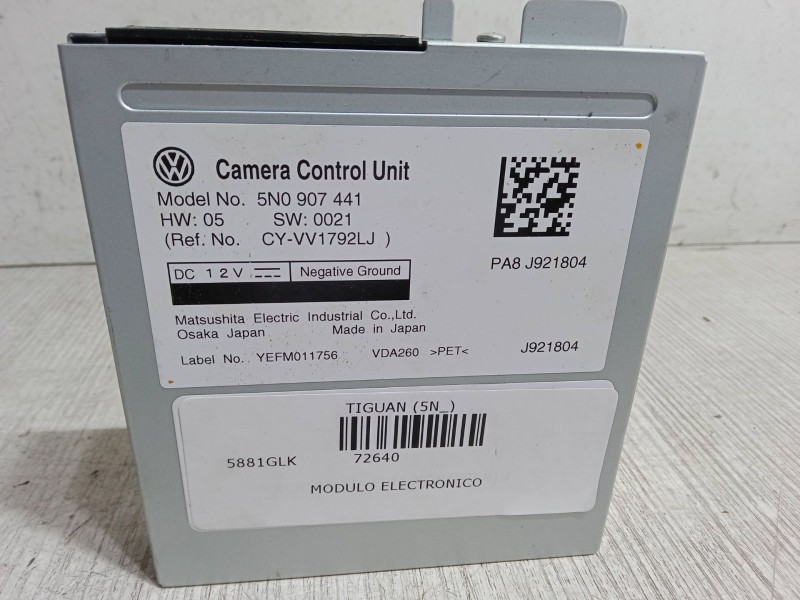 VW Camera Control Unit
Model No. 5N0 907 441
HW: 05 SW: 0021
(Ref. No. CY-VV1792LJ )
DC 12V Negative Ground
PA8 J921804
Matsushita Electric Industrial Co.,Ltd.
Osaka Japan Made in Japan
Label No. YEFM011756 VDA260 >PET< J921804
TIGUAN (5N_)
5881GLK 72640
MODULO ELECTRONICO